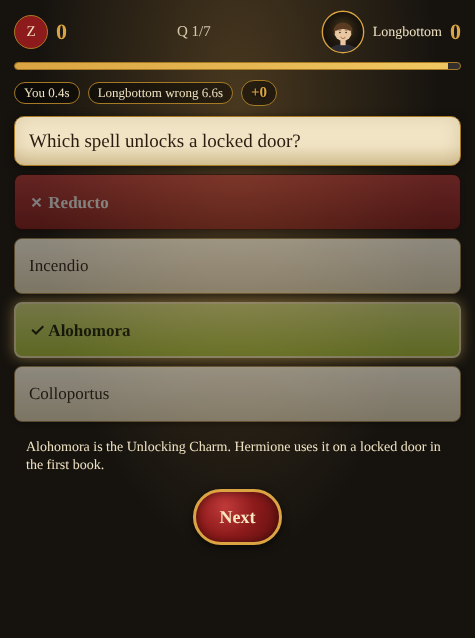 Z 0 Q 1/7 Longbottom 0
You 0.4s Longbottom wrong 6.6s +0
Which spell unlocks a locked door?
✕ Reducto
Incendio
✓ Alohomora
Colloportus
Alohomora is the Unlocking Charm. Hermione uses it on a locked door in
the first book.
Next